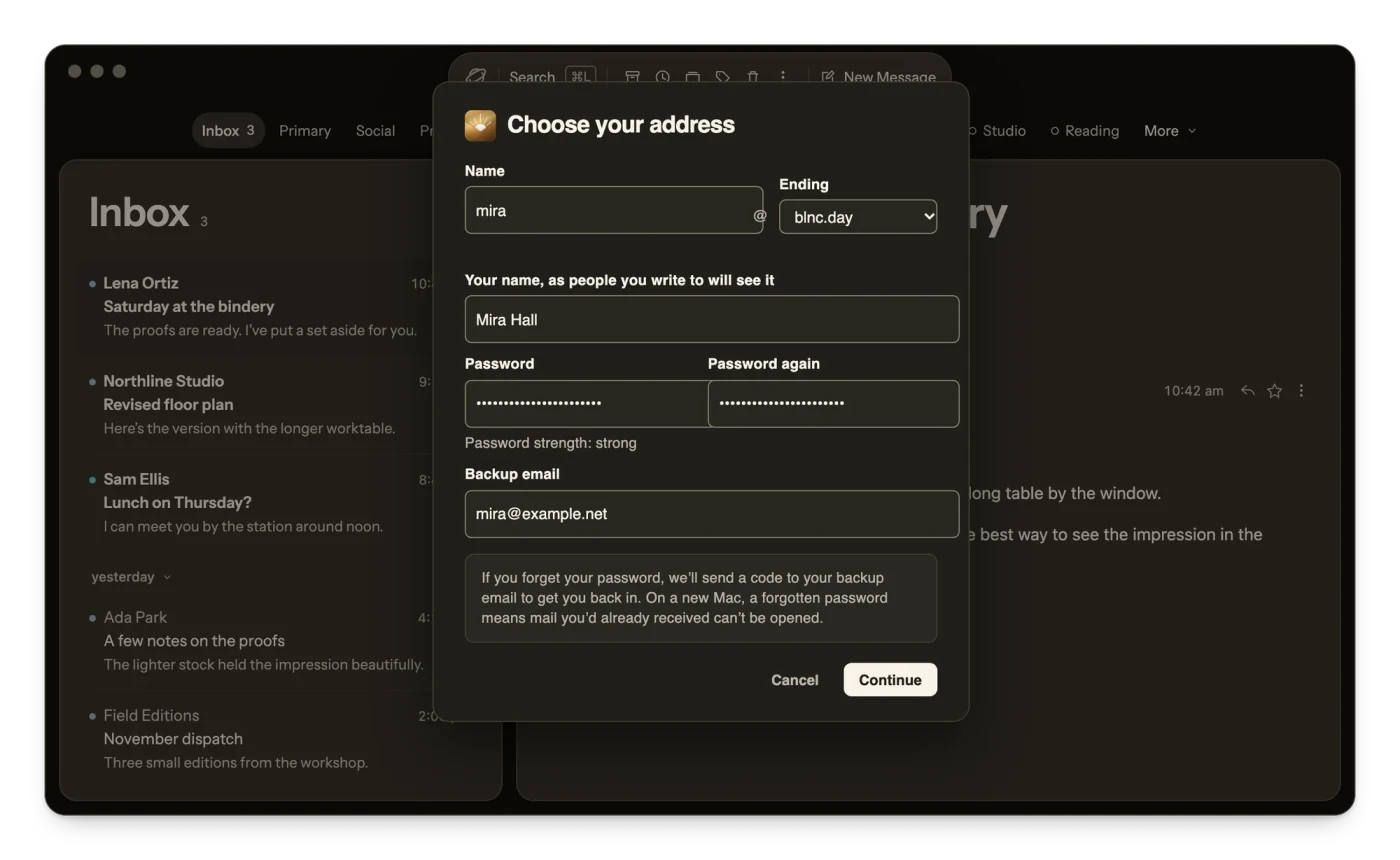 Search ⌘L New Message
Inbox 3 Primary Social Pr Studio Reading More
Choose your address
Name
mira
@
Ending
blnc.day
Your name, as people you write to will see it
Mira Hall
Password
Password again
•••••••••••••••••••••••
•••••••••••••••••••••••
Password strength: strong
Backup email
mira@example.net
If you forget your password, we’ll send a code to your backup
email to get you back in. On a new Mac, a forgotten password
means mail you’d already received can’t be opened.
Cancel
Continue
Inbox 3
Lena Ortiz 10:
Saturday at the bindery
The proofs are ready. I’ve put a set aside for you.
Northline Studio 9:
Revised floor plan
Here’s the version with the longer worktable.
Sam Ellis 8:
Lunch on Thursday?
I can meet you by the station around noon.
yesterday
Ada Park 4:
A few notes on the proofs
The lighter stock held the impression beautifully.
Field Editions 2:0
November dispatch
Three small editions from the workshop.
ry
10:42 am
long table by the window.
e best way to see the impression in the